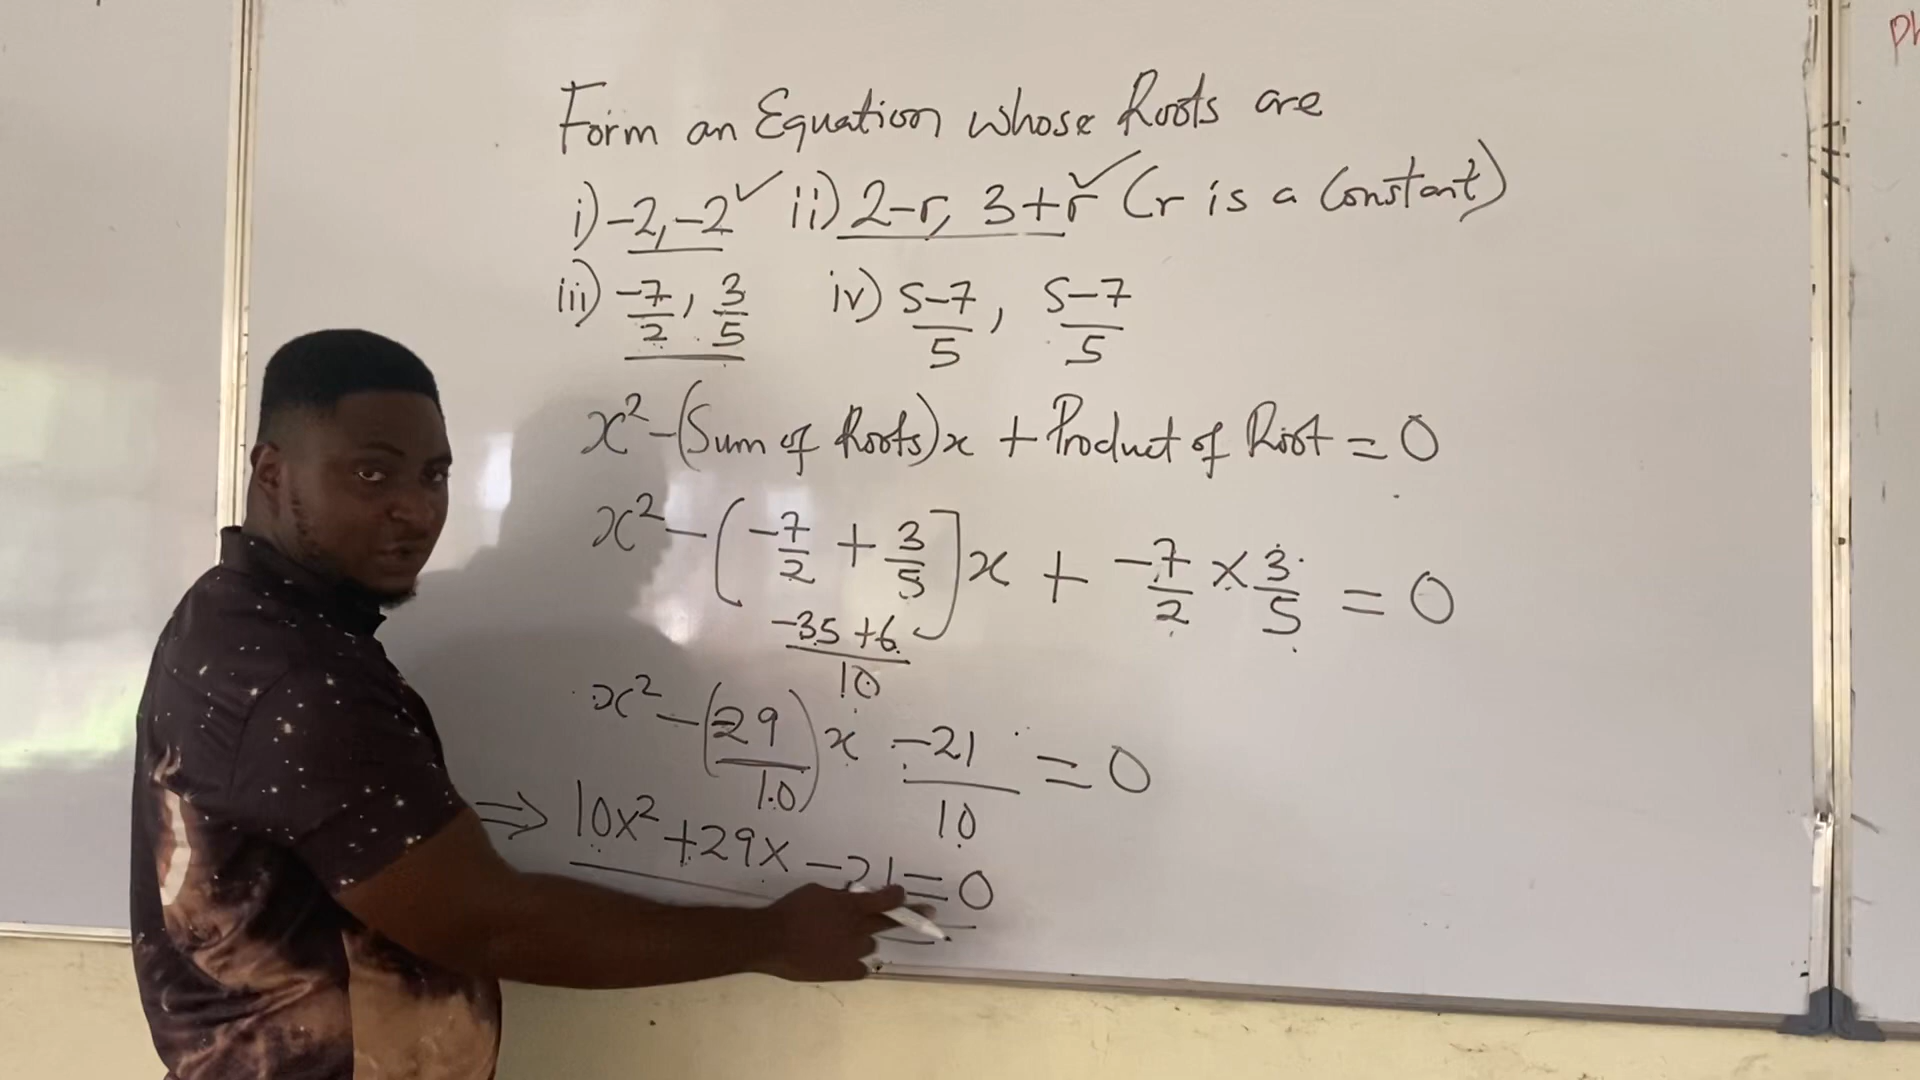 Form an Equation whose Roots are
i) -2, -2 ✓ ii) 2-r, 3+r ✓ (r is a Constant)
iii) -7/2, 3/5 iv) 5-7/5, 5-7/5
x² - (Sum of Roots)x + Product of Root = 0
x² - (-7/2 + 3/5]x + -7/2 × 3/5 = 0
-35+6/10
x² - (-29/10)x -21/10 = 0
⇒ 10x² + 29x - 21 = 0